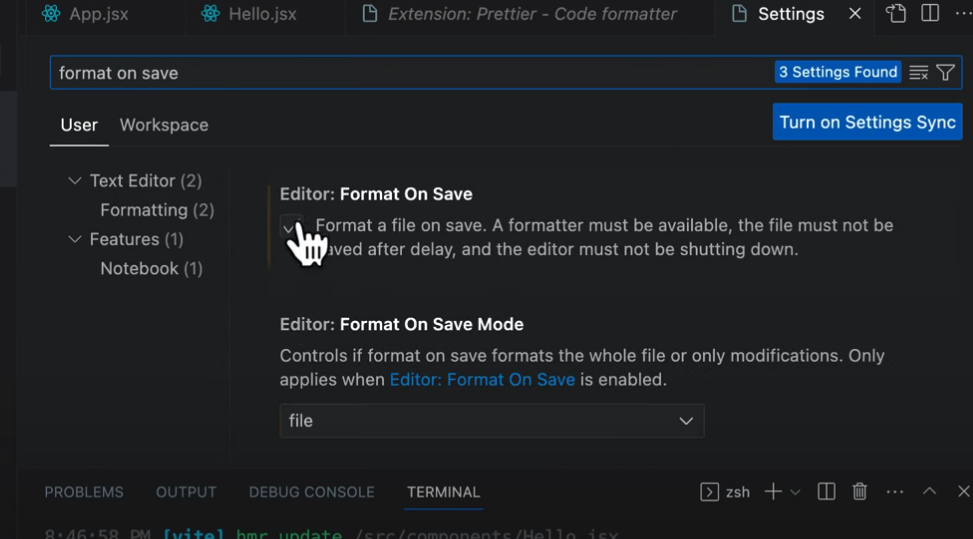 App.jsx
Hello.jsx
Extension: Prettier - Code formatter
Settings
format on save
3 Settings Found
User
Workspace
Turn on Settings Sync
Text Editor (2)
Formatting (2)
Features (1)
Notebook (1)
Editor: Format On Save
Format a file on save. A formatter must be available, the file must not be
aved after delay, and the editor must not be shutting down.
Editor: Format On Save Mode
Controls if format on save formats the whole file or only modifications. Only
applies when Editor: Format On Save is enabled.
file
PROBLEMS
OUTPUT
DEBUG CONSOLE
TERMINAL
zsh
8:46:58 PM [vite] hmr update /src/components/Hello.jsx